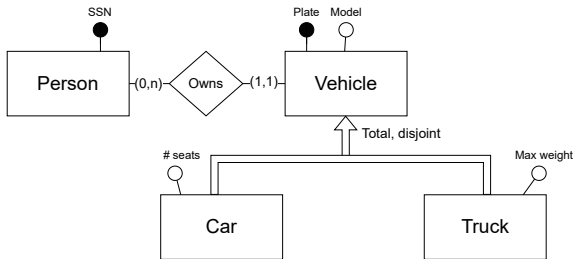 SSN
Plate
Model
Person
(0,n)
Owns
(1,1)
Vehicle
Total, disjoint
# seats
Max weight
Car
Truck